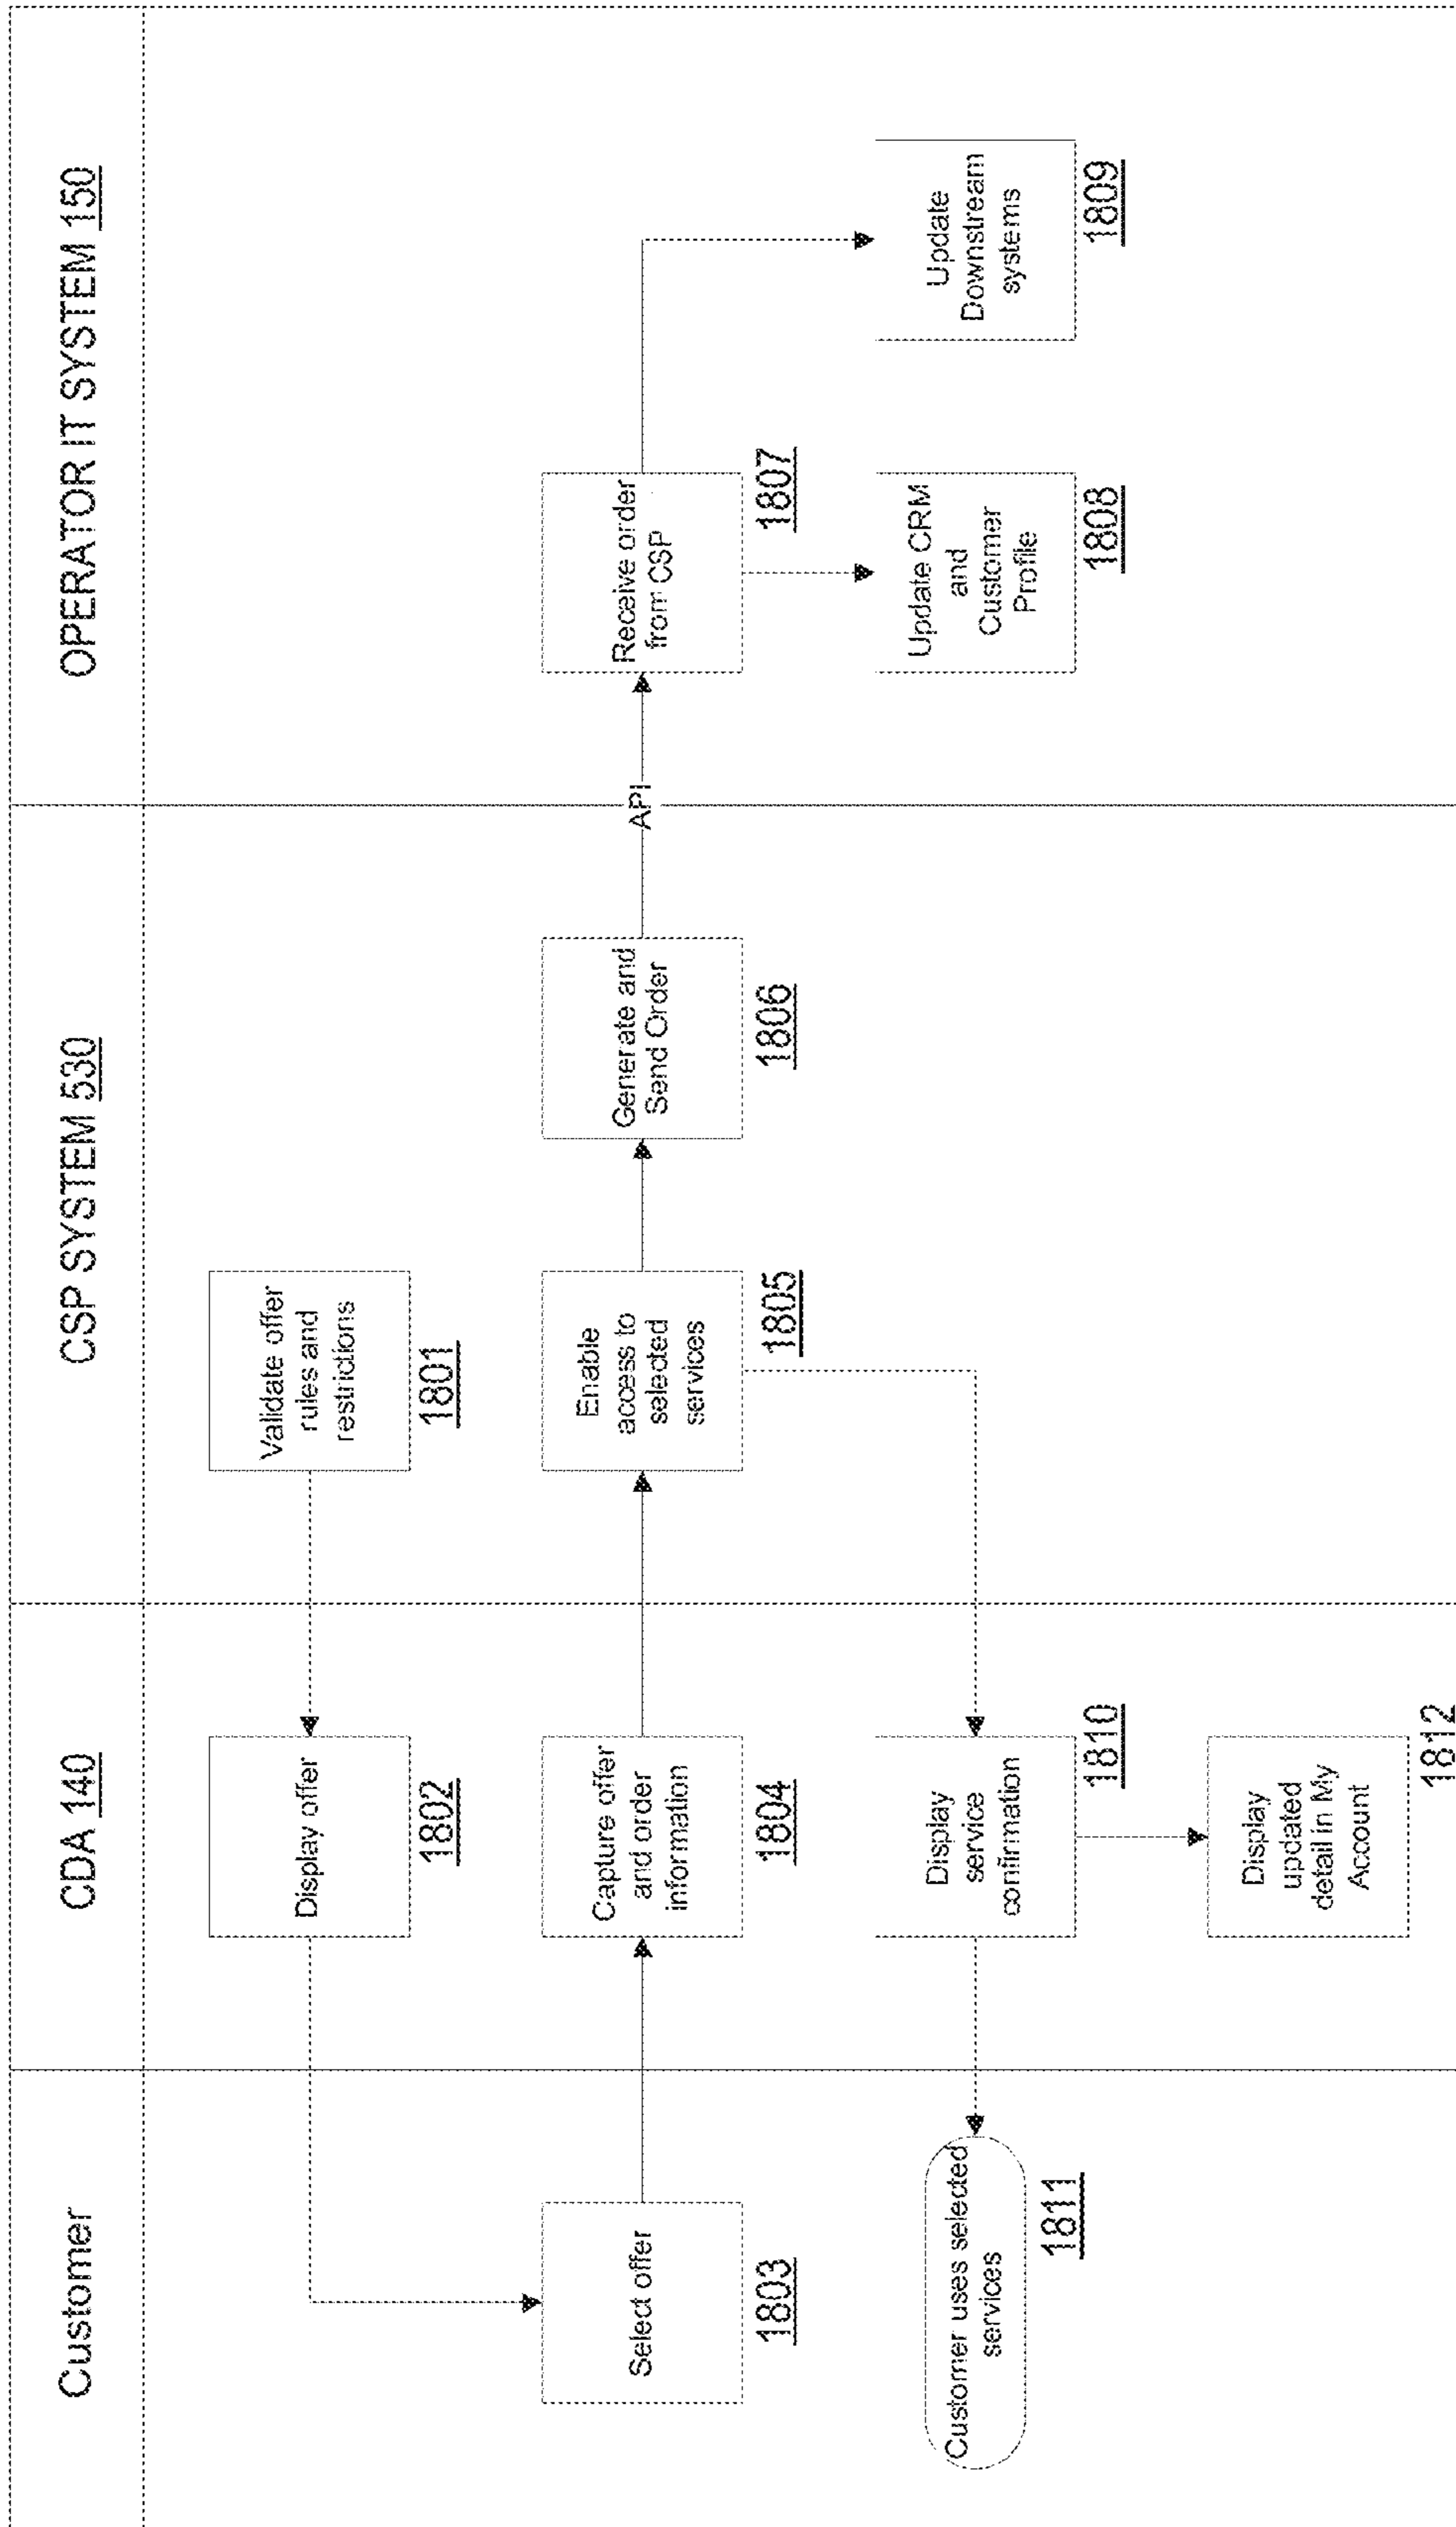 Customer
CDA 140
CSP SYSTEM 530
OPERATOR IT SYSTEM 150
Validate offer
rules and
restrictions
1801
Display offer
1802
Select offer
1803
Capture offer
and order
information
1804
Enable
access to
selected
services
1805
Generate and
Send Order
1806
API
Receive order
from CSP
1807
Update CRM
and
Customer
Profile
1808
Update
Downstream
systems
1809
Display
service
confirmation
1810
Customer uses selected
services
1811
Display
updated
detail in My
Account
1812